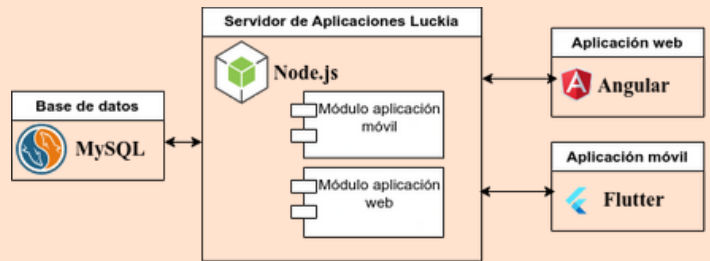 Servidor de Aplicaciones Luckia
Node.js
Módulo aplicación
móvil
Módulo aplicación
web
Base de datos
MySQL
Aplicación web
Angular
Aplicación móvil
Flutter